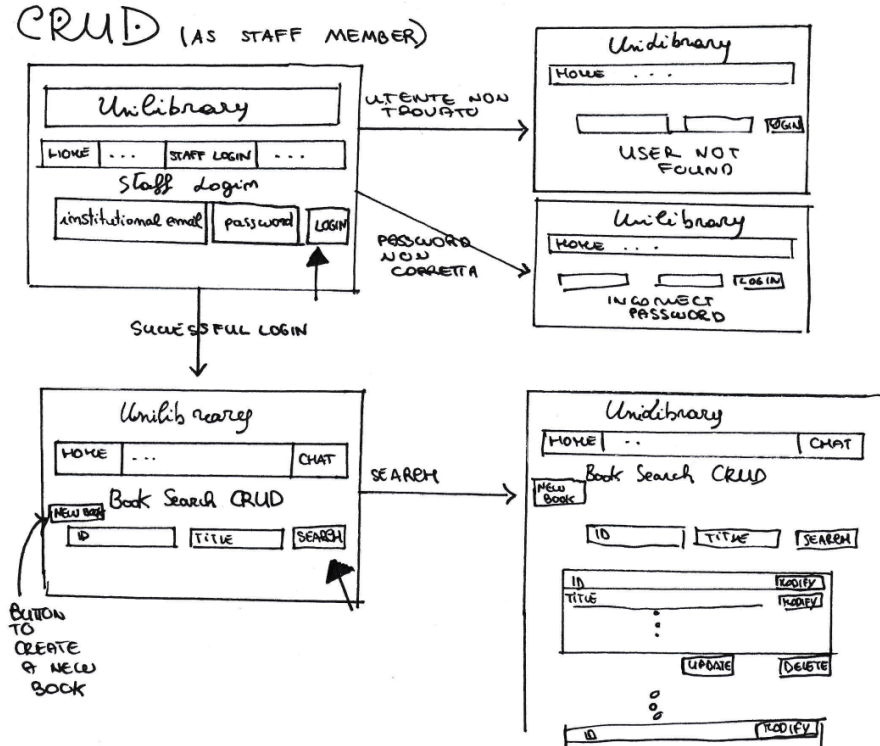 CRUD (AS STAFF MEMBER)
Unilibrary
HOME ... STAFF LOGIN ...
Staff Login
institutional email password LOGIN
UTENTE NON
TROVATO
Unilibrary
HOME ...
LOGIN
USER NOT
FOUND
PASSWORD
NON
CORRETTA
Unilibrary
HOME ...
LOGIN
INCORRECT
PASSWORD
SUCCESSFUL LOGIN
Unilibrary
HOME ... CHAT
Book Search CRUD
NEW BOOK
ID TITLE SEARCH
BUTTON
TO
CREATE
A NEW
BOOK
SEARCH
Unilibrary
HOME .. CHAT
Book Search CRUD
NEW
BOOK
ID TITLE SEARCH
ID MODIFY
TITLE MODIFY
UPDATE DELETE
ID MODIFY